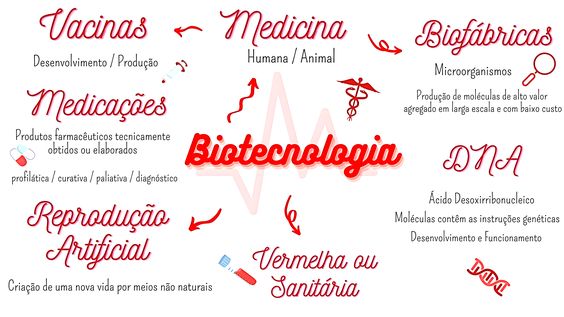 Vacinas
Desenvolvimento / Produção
Medicina
Humana / Animal
Biofábricas
Microorganismos
Produção de moléculas de alto valor
agregado em larga escala e com baixo custo
Medicações
Produtos farmacêuticos tecnicamente
obtidos ou elaborados
profilática / curativa / paliativa / diagnóstico
Biotecnologia
DNA
Ácido Desoxirribonucleico
Moléculas contêm as instruções genéticas
Desenvolvimento e Funcionamento
Reprodução
Artificial
Criação de uma nova vida por meios não naturais
Vermelha ou
Sanitária